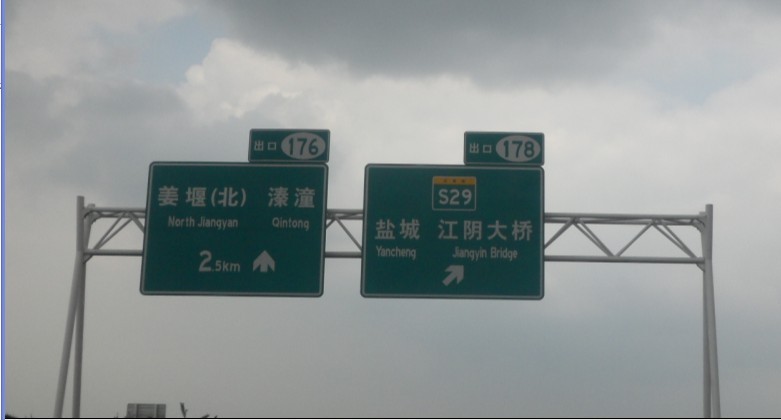 出口 176
姜堰(北) 溱潼
North Jiangyan Qintong
2.5km
出口 178
S29
盐城 江阴大桥
Yancheng Jiangyin Bridge